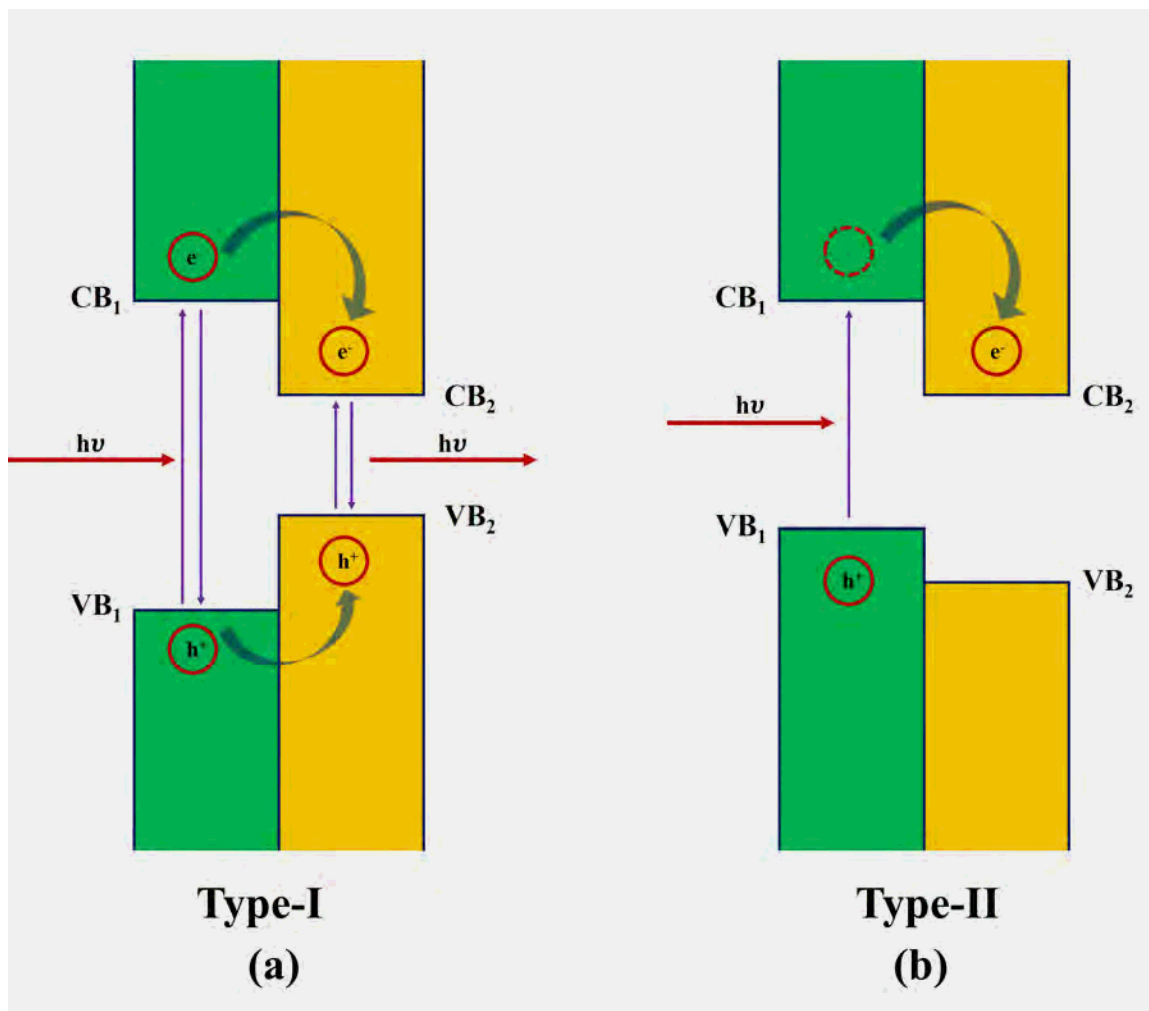 e-
CB₁
e-
CB₂
hυ
hυ
VB₂
h⁺
VB₁
h⁺
Type-I
(a)
CB₁
e-
CB₂
hυ
VB₁
h⁺
VB₂
Type-II
(b)